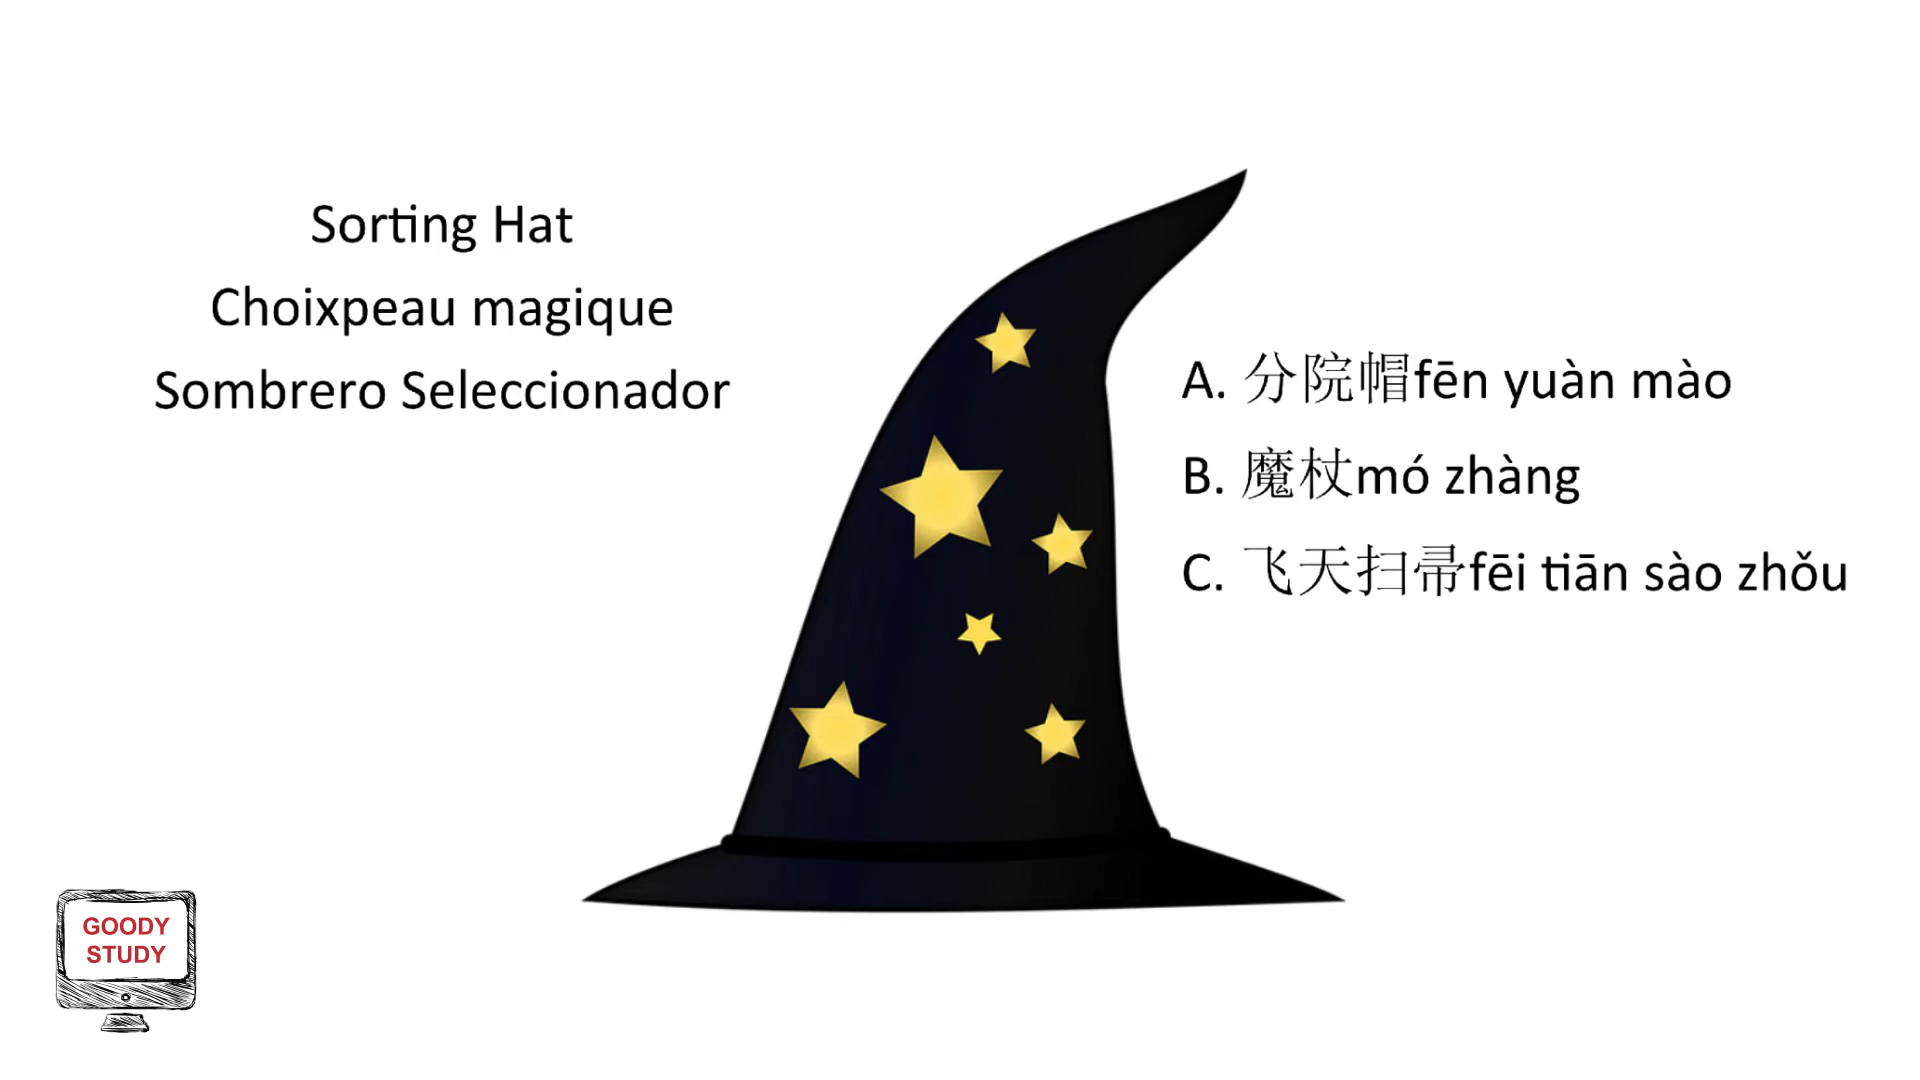 Sorting Hat
Choixpeau magique
Sombrero Seleccionador
A. 分院帽fēn yuàn mào
B. 魔杖mó zhàng
C. 飞天扫帚fēi tiān sào zhǒu
GOODY
STUDY